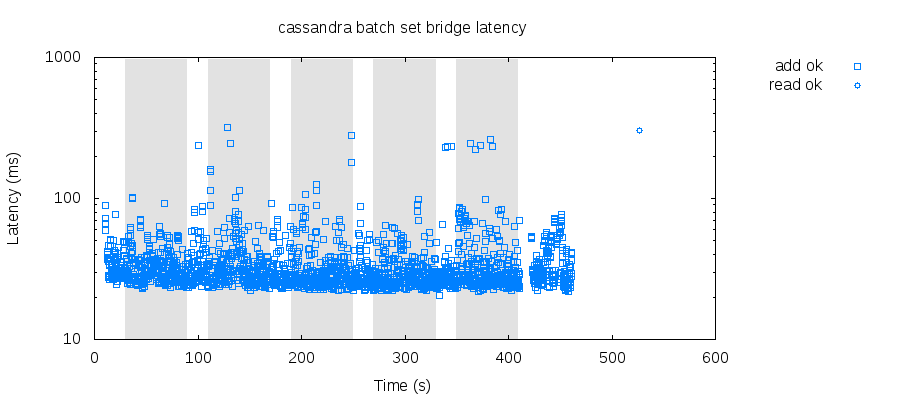 cassandra batch set bridge latency
1000
100
10
Latency (ms)
0 100 200 300 400 500 600
Time (s)
add ok
read ok